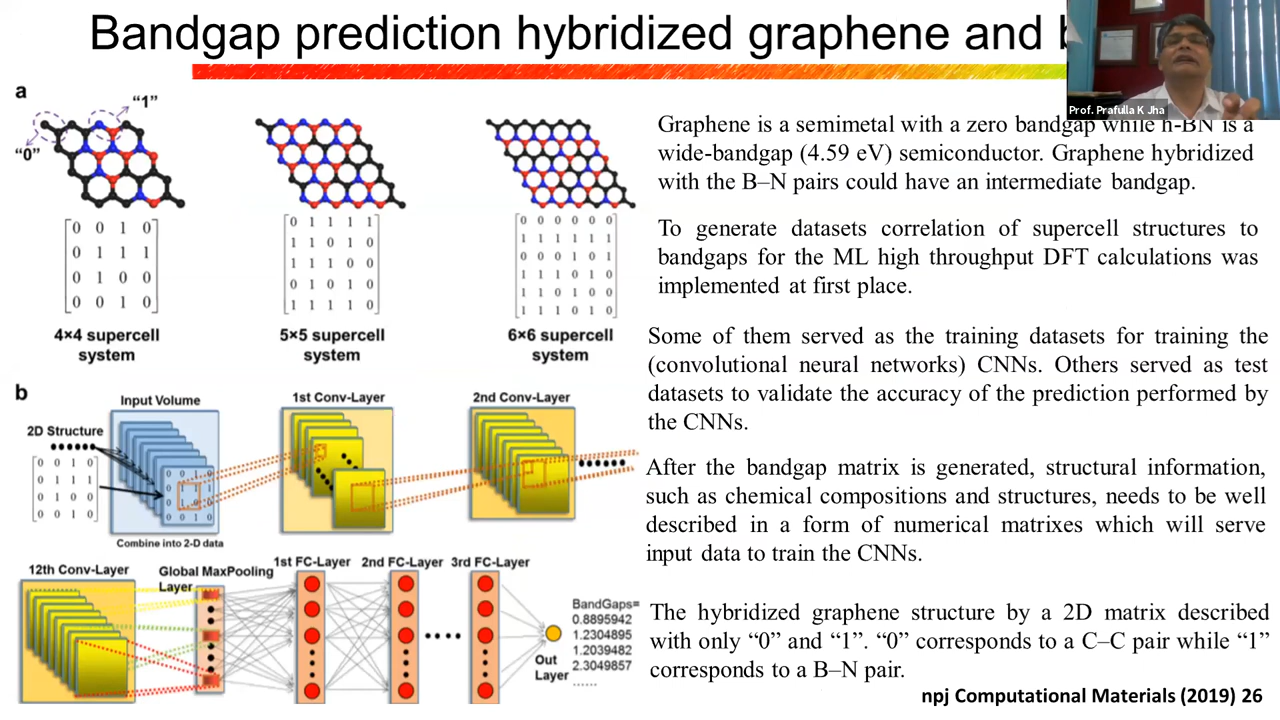 Bandgap prediction hybridized graphene and
Prof. Prafulla K Jha
a
"1"
"0"
0 0 1 0
0 1 1 1
0 1 0 0
0 0 1 0
4×4 supercell
system
0 1 1 1 1
1 1 0 1 0
1 1 1 0 0
0 1 0 1 0
1 1 1 1 0
5×5 supercell
system
0 0 0 0 0 0
1 1 1 1 1 1
0 0 0 1 0 1
1 1 1 0 1 0
1 1 0 1 0 0
1 1 1 0 1 0
6×6 supercell
system
Graphene is a semimetal with a zero bandgap while h-BN is a
wide-bandgap (4.59 eV) semiconductor. Graphene hybridized
with the B–N pairs could have an intermediate bandgap.
To generate datasets correlation of supercell structures to
bandgaps for the ML high throughput DFT calculations was
implemented at first place.
Some of them served as the training datasets for training the
(convolutional neural networks) CNNs. Others served as test
datasets to validate the accuracy of the prediction performed by
the CNNs.
After the bandgap matrix is generated, structural information,
such as chemical compositions and structures, needs to be well
described in a form of numerical matrixes which will serve
input data to train the CNNs.
The hybridized graphene structure by a 2D matrix described
with only “0” and “1”. “0” corresponds to a C–C pair while “1”
corresponds to a B–N pair.
npj Computational Materials (2019) 26
b
Input Volume
1st Conv-Layer
2nd Conv-Layer
2D Structure
0 0 1 0
0 1 1 1
0 1 0 0
0 0 1 0
Combine into 2-D data
12th Conv-Layer
Global MaxPooling
Layer
1st FC-Layer
2nd FC-Layer
3rd FC-Layer
Out
Layer
BandGaps=
0.8895942
1.2304895
1.2039482
2.3049857
......